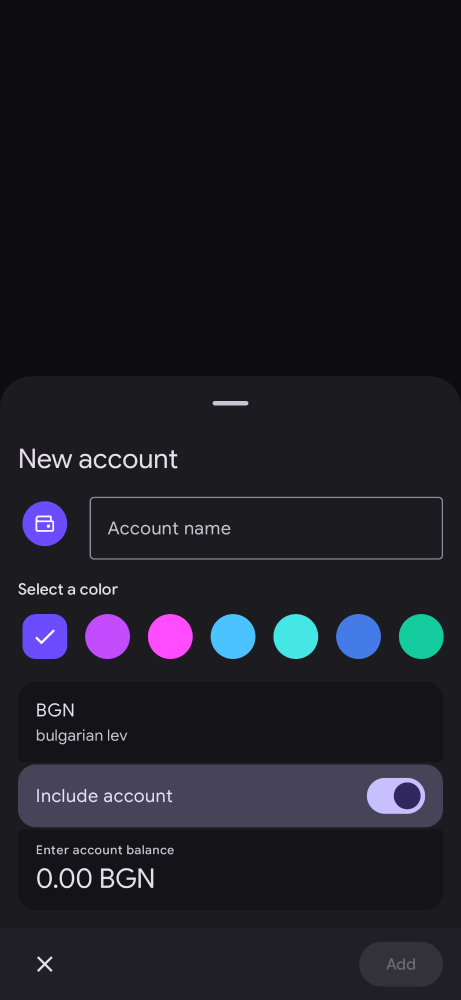 New account
Account name
Select a color
BGN
bulgarian lev
Include account
Enter account balance
0.00 BGN
Add